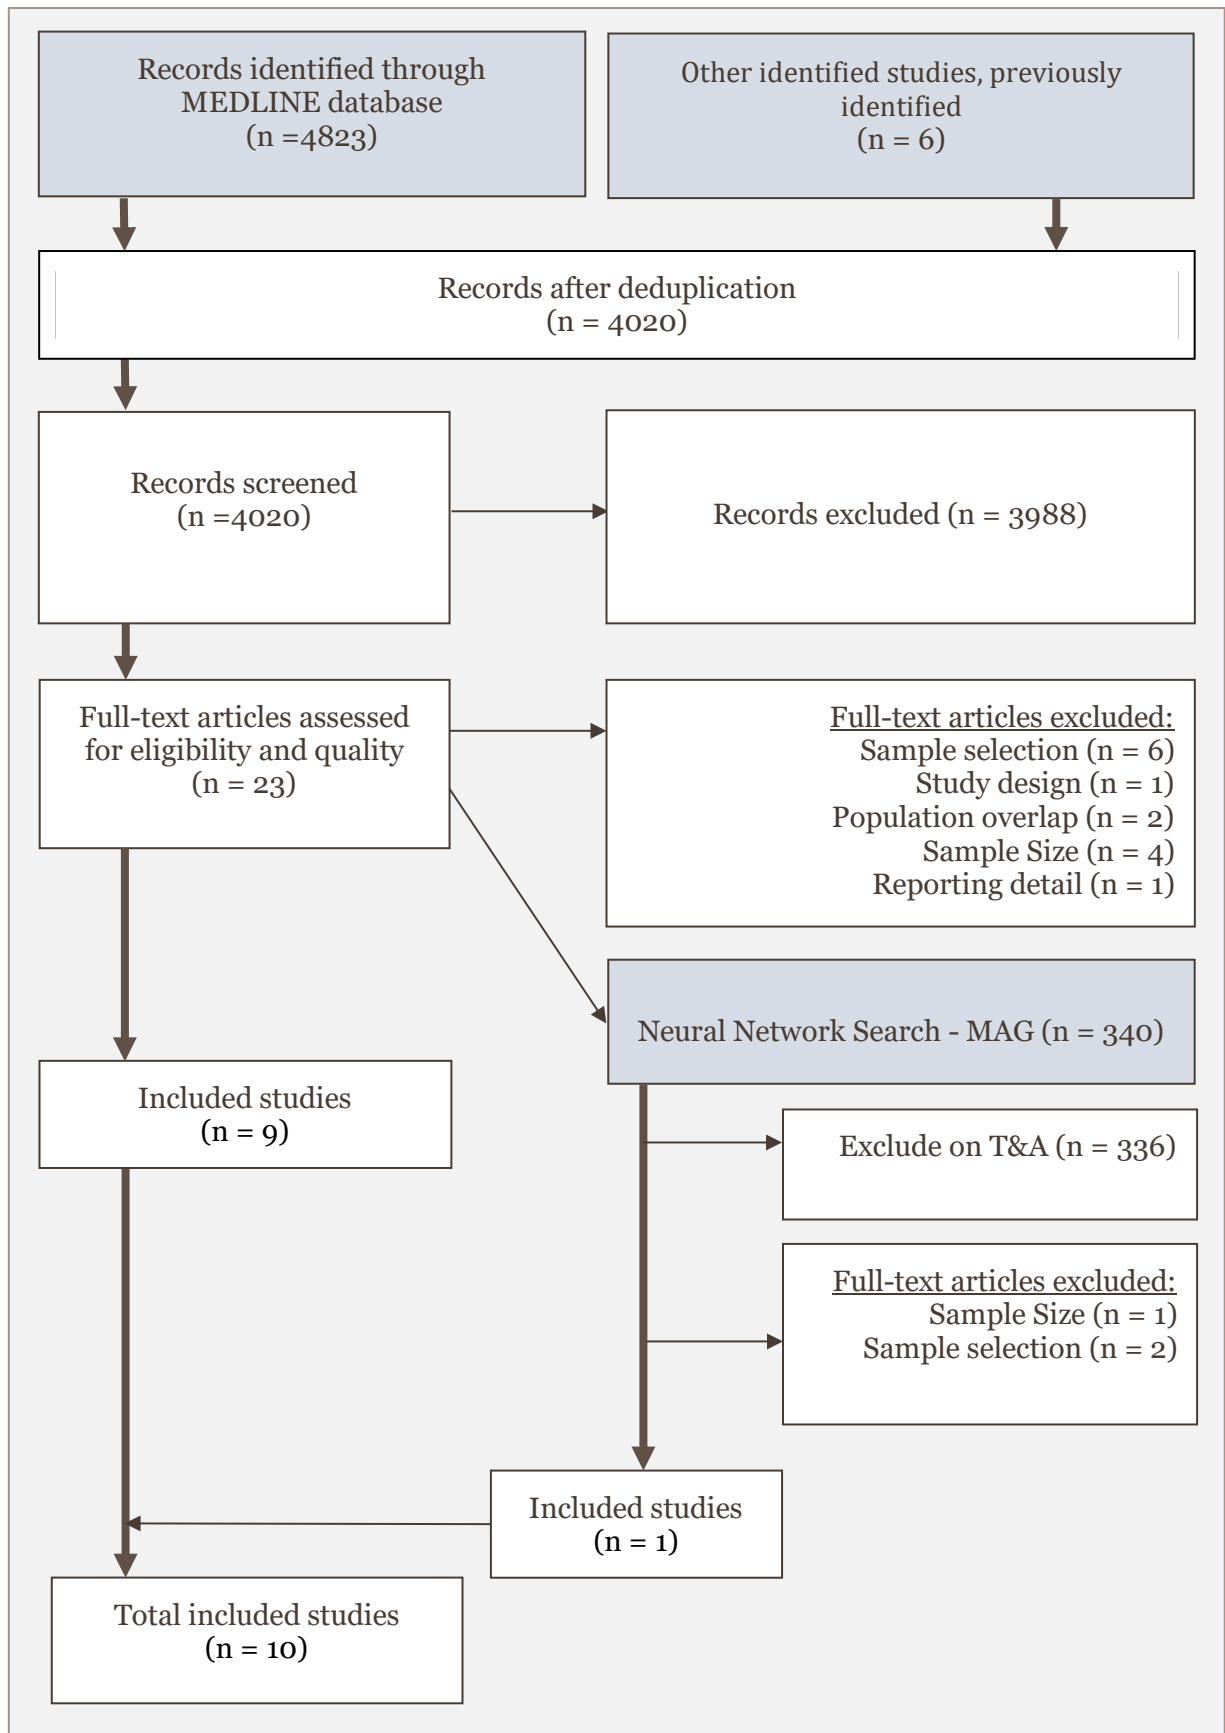 Records identified through
MEDLINE database
(n =4823)
Other identified studies, previously
identified
(n = 6)
Records after deduplication
(n = 4020)
Records screened
(n =4020)
Records excluded (n = 3988)
Full-text articles assessed
for eligibility and quality
(n = 23)
Full-text articles excluded:
Sample selection (n = 6)
Study design (n = 1)
Population overlap (n = 2)
Sample Size (n = 4)
Reporting detail (n = 1)
Neural Network Search - MAG (n = 340)
Included studies
(n = 9)
Exclude on T&A (n = 336)
Full-text articles excluded:
Sample Size (n = 1)
Sample selection (n = 2)
Included studies
(n = 1)
Total included studies
(n = 10)